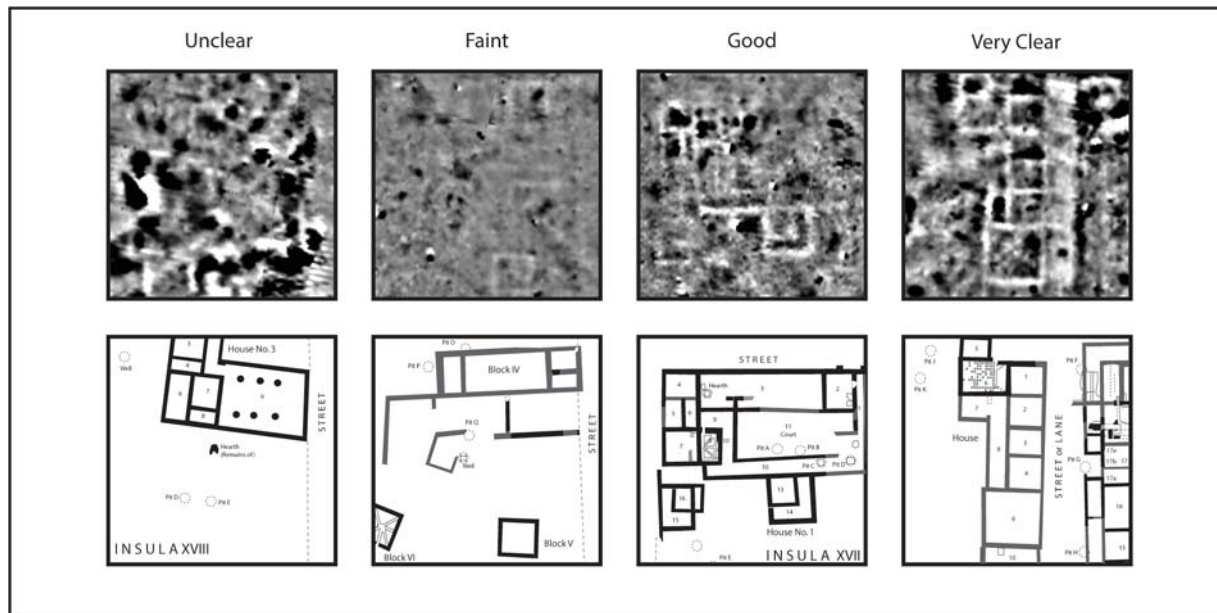 Unclear
Faint
Good
Very Clear
Well
3
House No. 3
4
6
7
9
8
STREET
Hearth
(Remains of)
Pit D
Pit E
INSULA XVIII
Pit O
Pit P
Block IV
Pit Q
Well
STREET
Block VI
Block V
STREET
4
Hearth
3
2
5
6
9
11
Court
7
Pit A
Pit B
10
Pit C
Pit D
16
13
15
14
House No. 1
Pit E
INSULA XVII
Pit J
5
Pit F
Pit K
6
1
7
2
House
3
8
4
STREET or LANE
Pit G
17e
17b
17
17a
16
9
Pit H
15
10